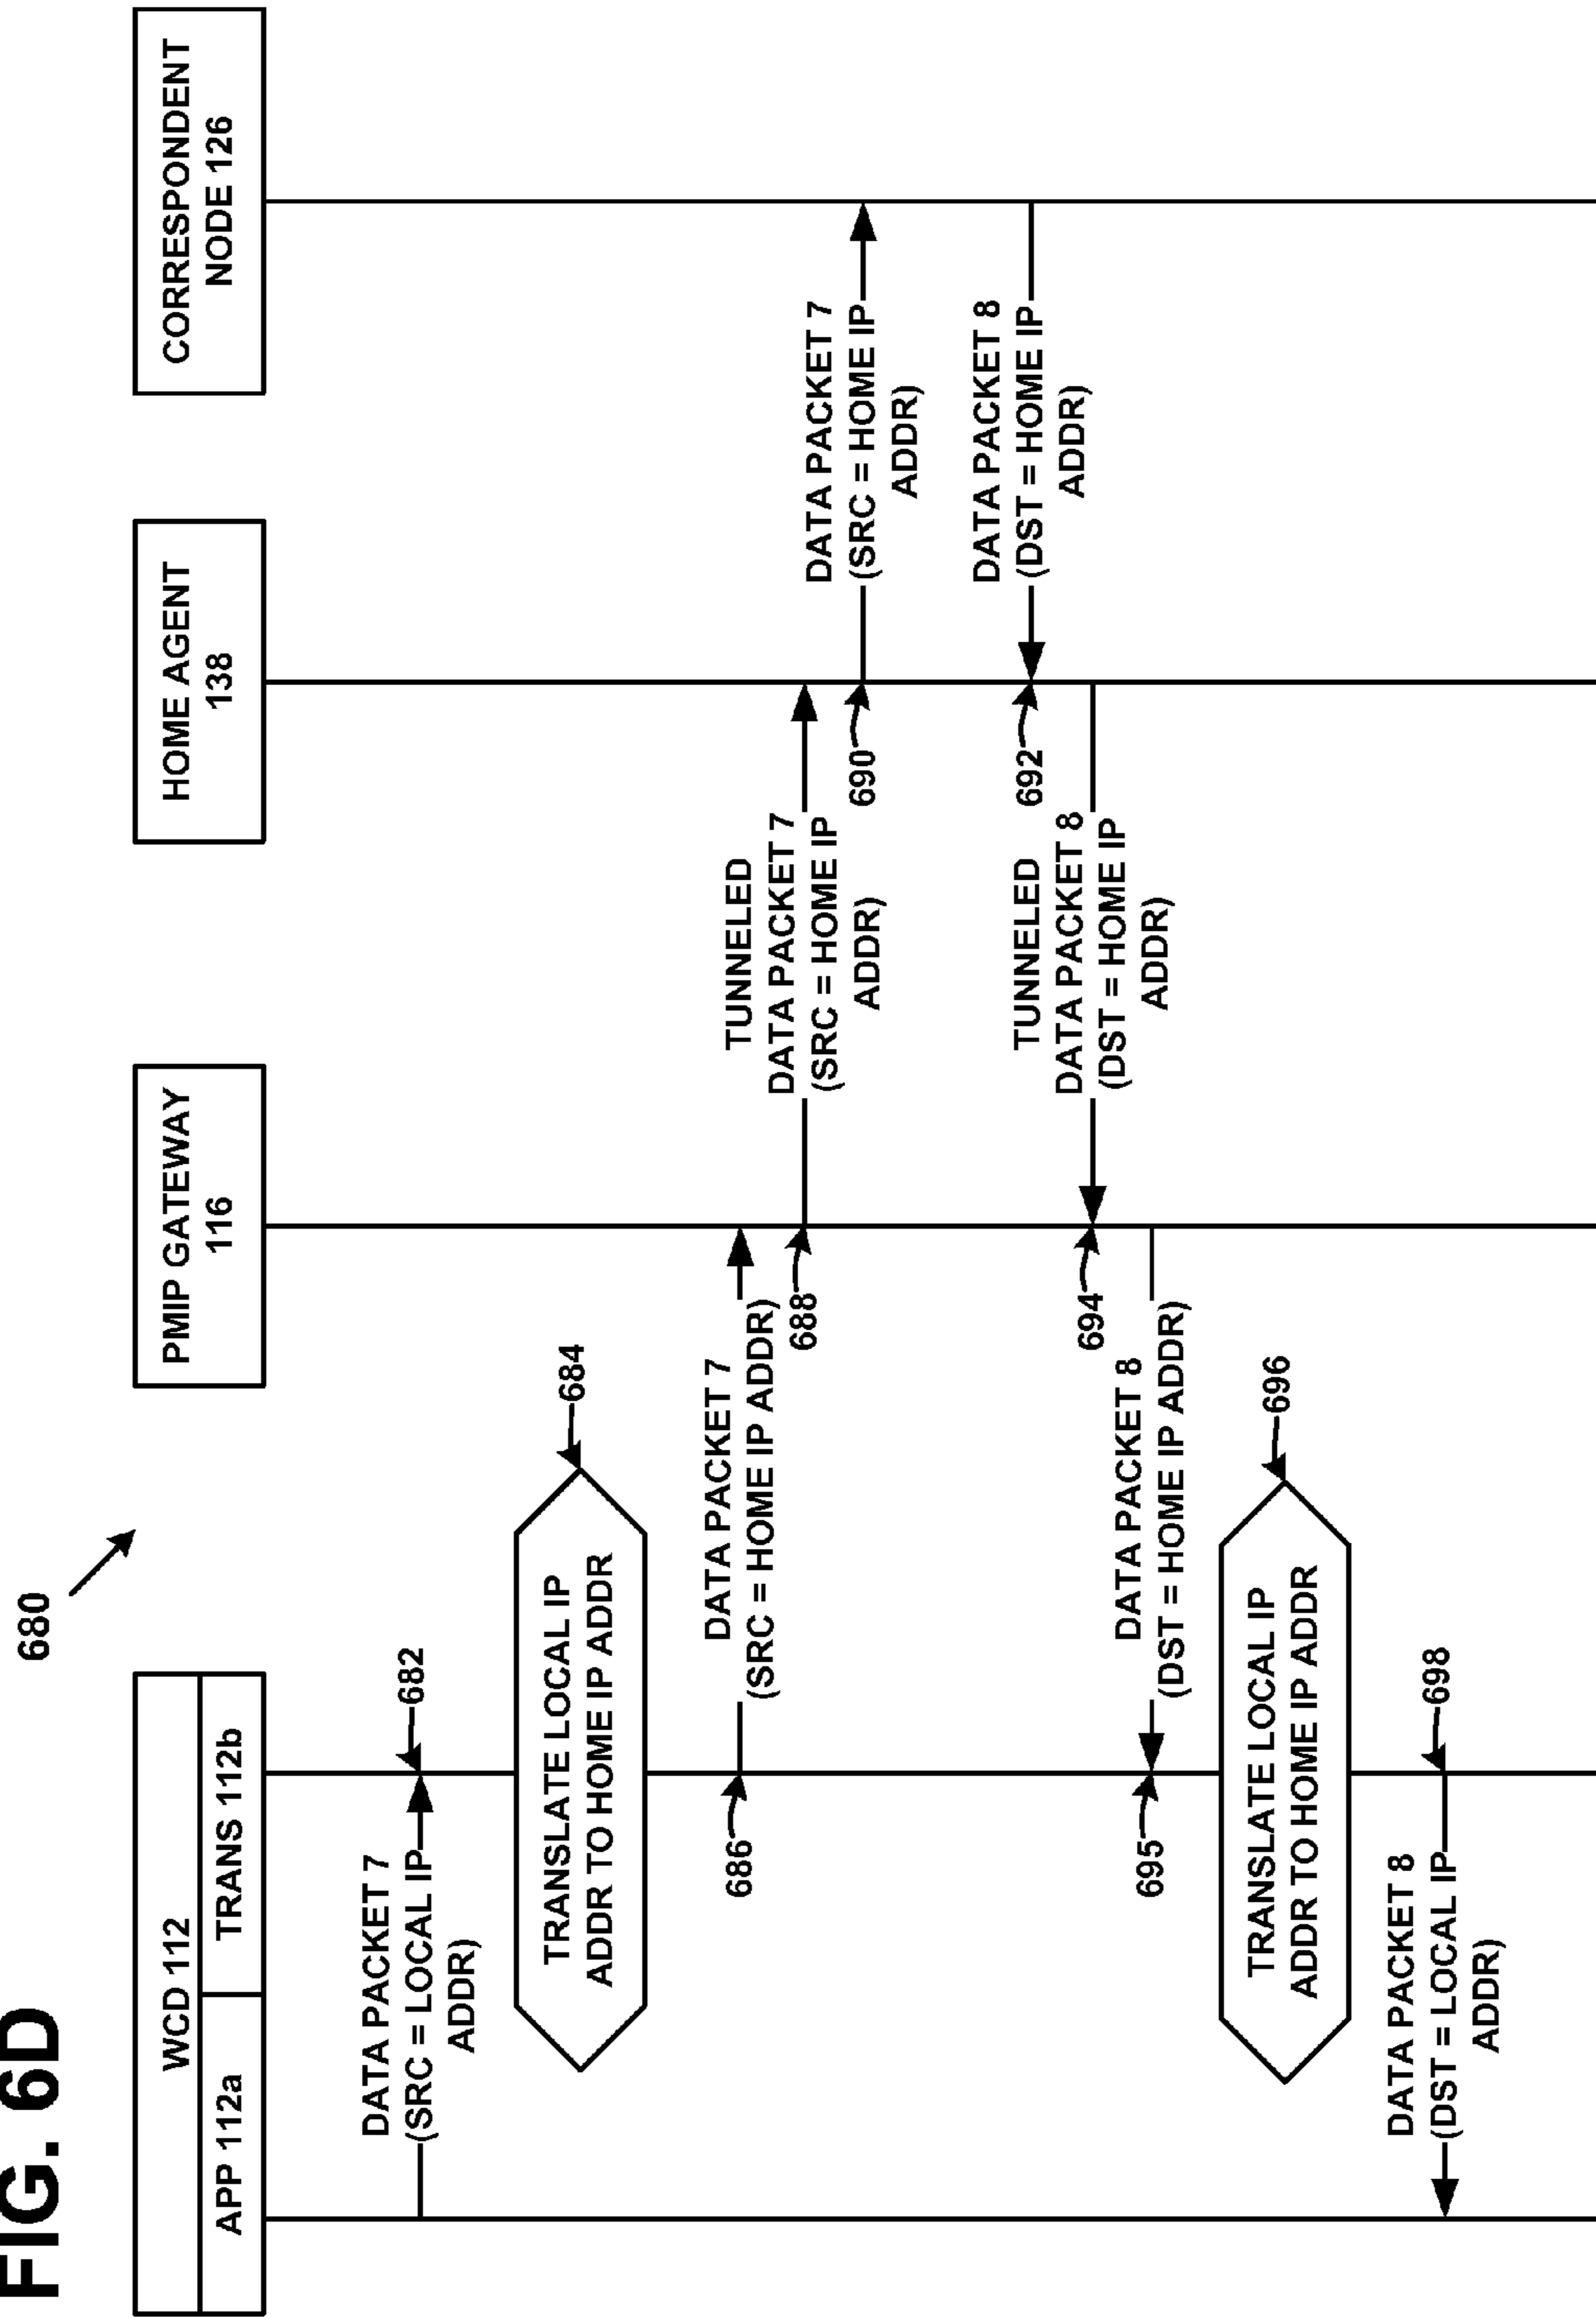 FIG. 6D
680
WCD 112
APP 112a
TRANS 112b
PMIP GATEWAY
116
HOME AGENT
138
CORRESPONDENT
NODE 126
DATA PACKET 7
(SRC = LOCAL IP
ADDR)
682
TRANSLATE LOCAL IP
ADDR TO HOME IP ADDR
684
686
DATA PACKET 7
(SRC = HOME IP ADDR)
688
TUNNELED
DATA PACKET 7
(SRC = HOME IP
ADDR)
690
DATA PACKET 7
(SRC = HOME IP
ADDR)
692
DATA PACKET 8
(DST = HOME IP
ADDR)
694
TUNNELED
DATA PACKET 8
(DST = HOME IP
ADDR)
695
DATA PACKET 8
(DST = HOME IP ADDR)
TRANSLATE LOCAL IP
ADDR TO HOME IP ADDR
696
DATA PACKET 8
(DST = LOCAL IP
ADDR)
698